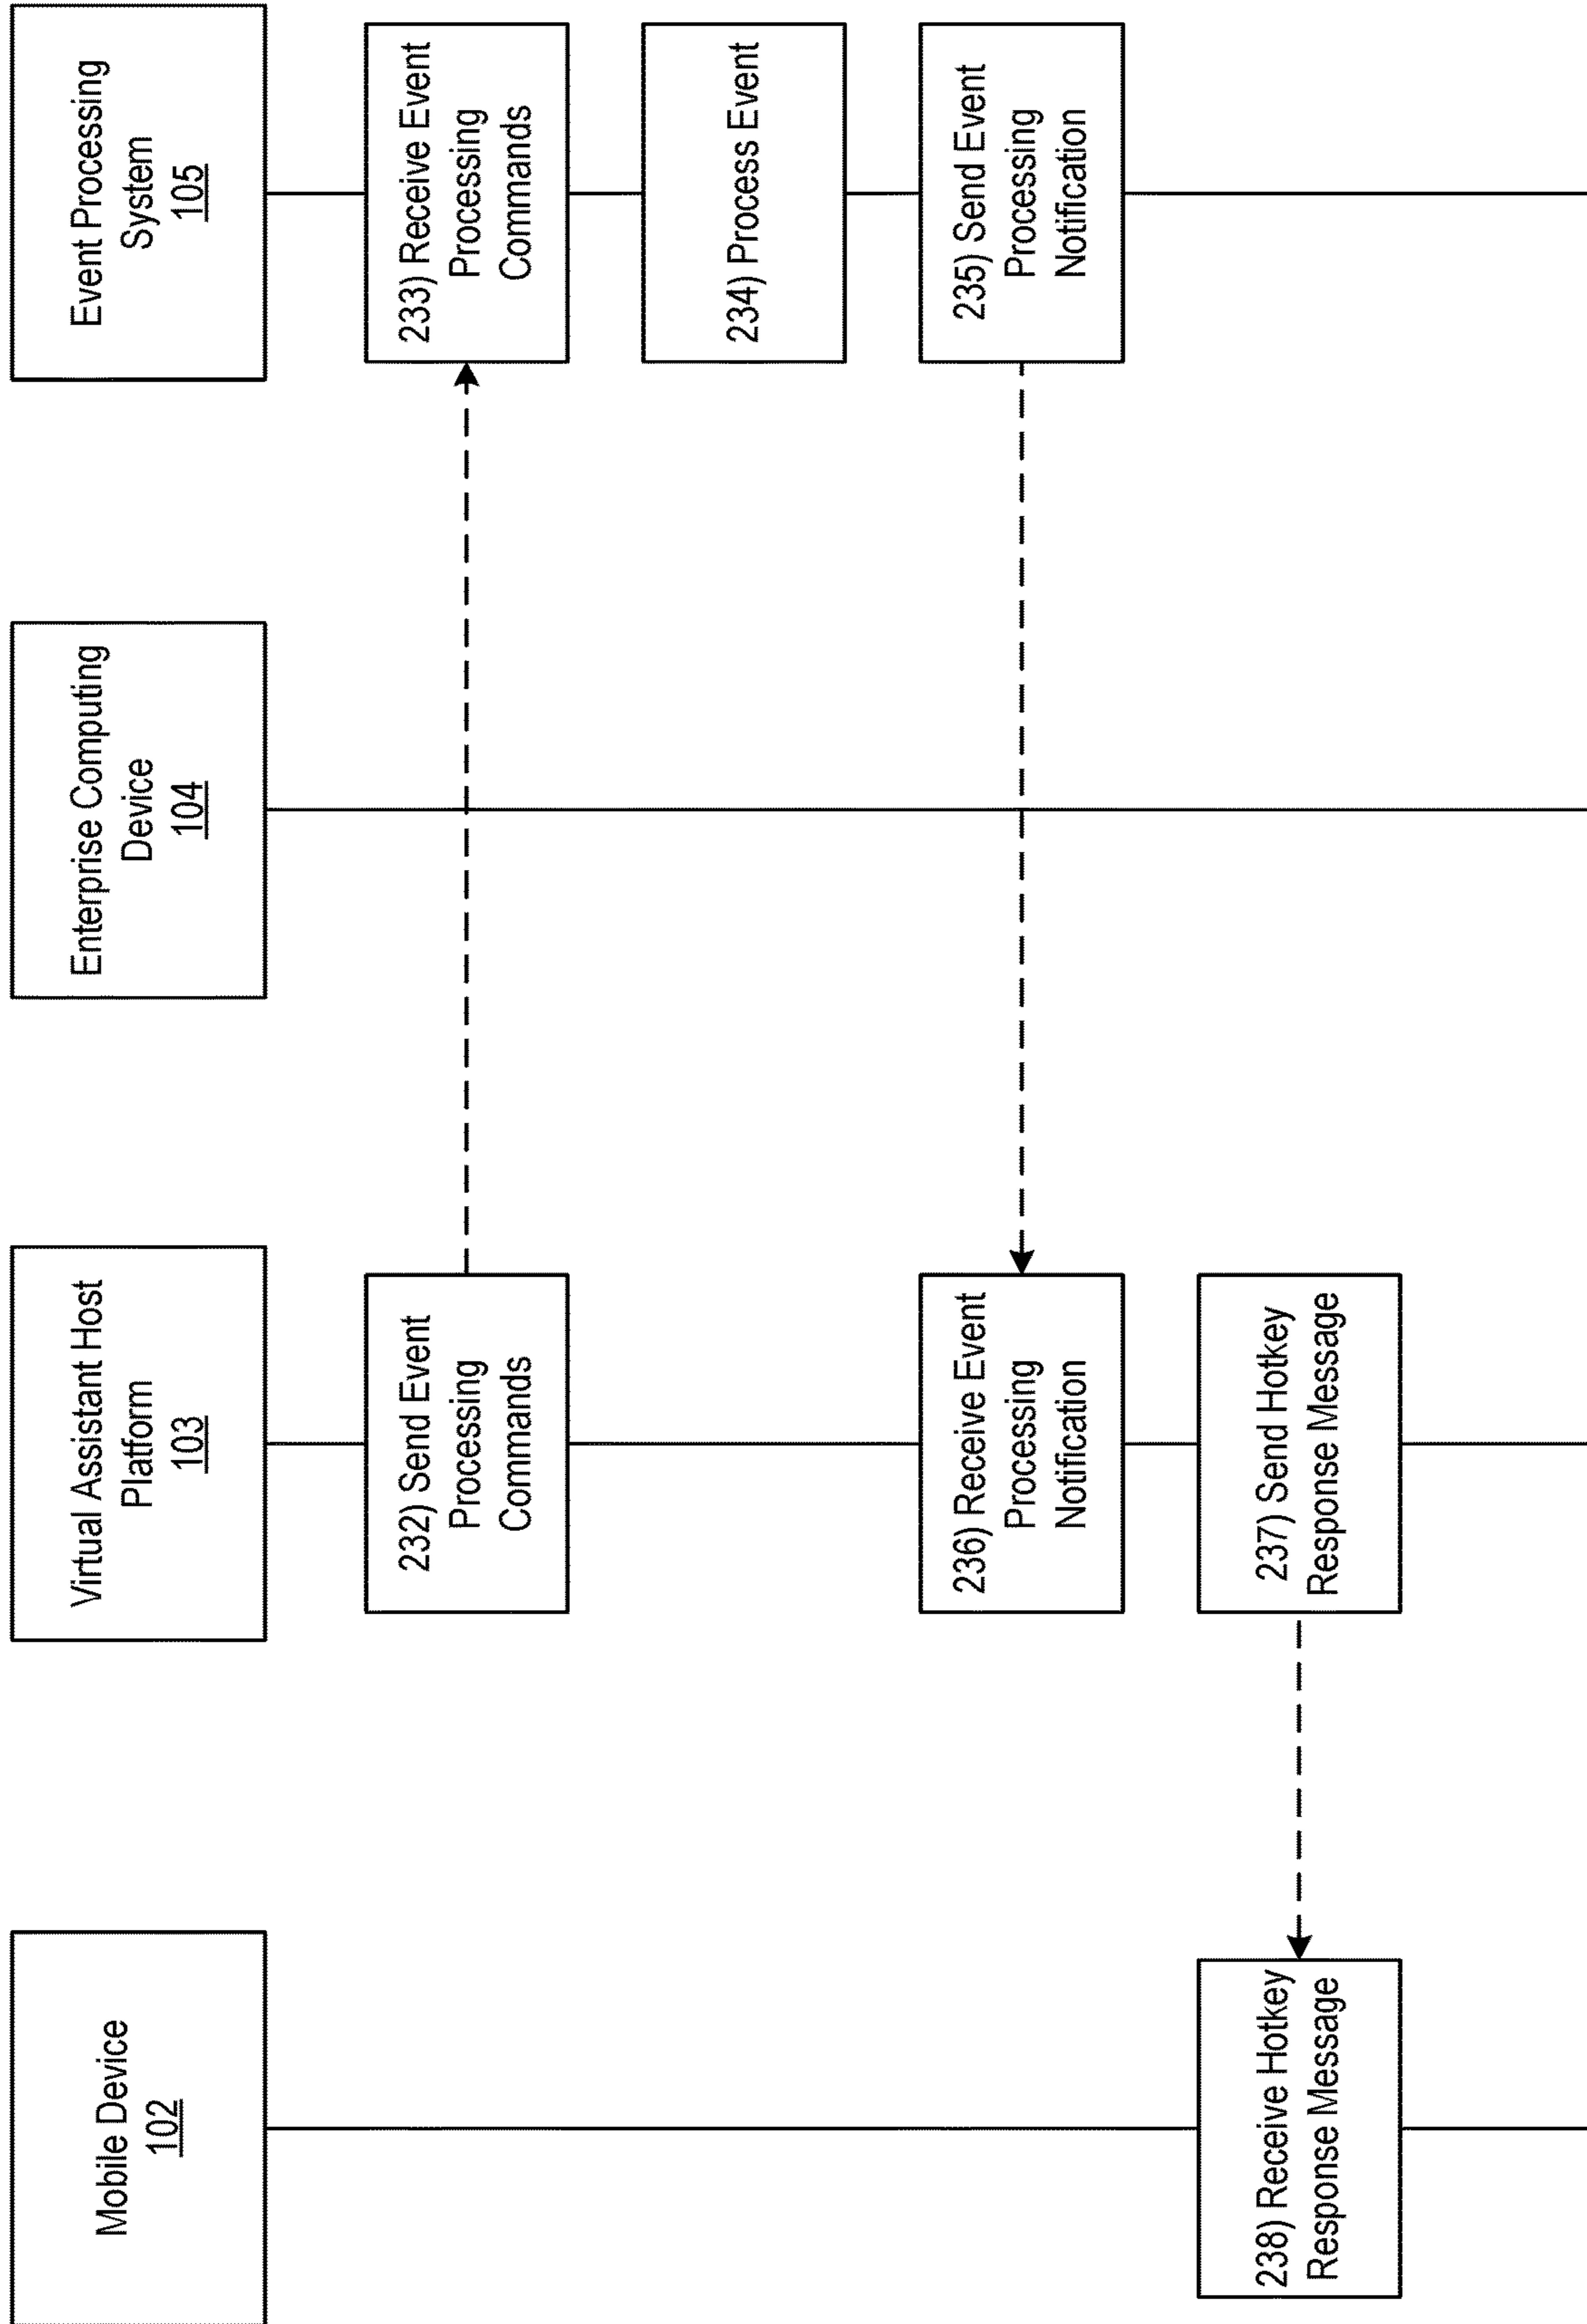 Mobile Device
102
Virtual Assistant Host
Platform
103
Enterprise Computing
Device
104
Event Processing
System
105
232) Send Event
Processing
Commands
233) Receive Event
Processing
Commands
234) Process Event
236) Receive Event
Processing
Notification
235) Send Event
Processing
Notification
238) Receive Hotkey
Response Message
237) Send Hotkey
Response Message